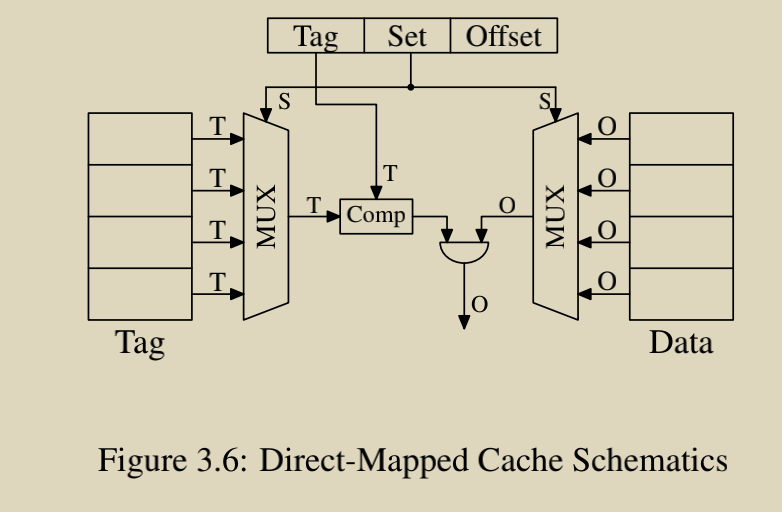 Tag Set Offset
S S
T O
T
T O
MUX T Comp O MUX
T O
T O
O
Tag Data
Figure 3.6: Direct-Mapped Cache Schematics